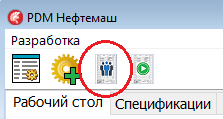 PDM Нефтемаш
Разработка
Рабочий стол Спецификации